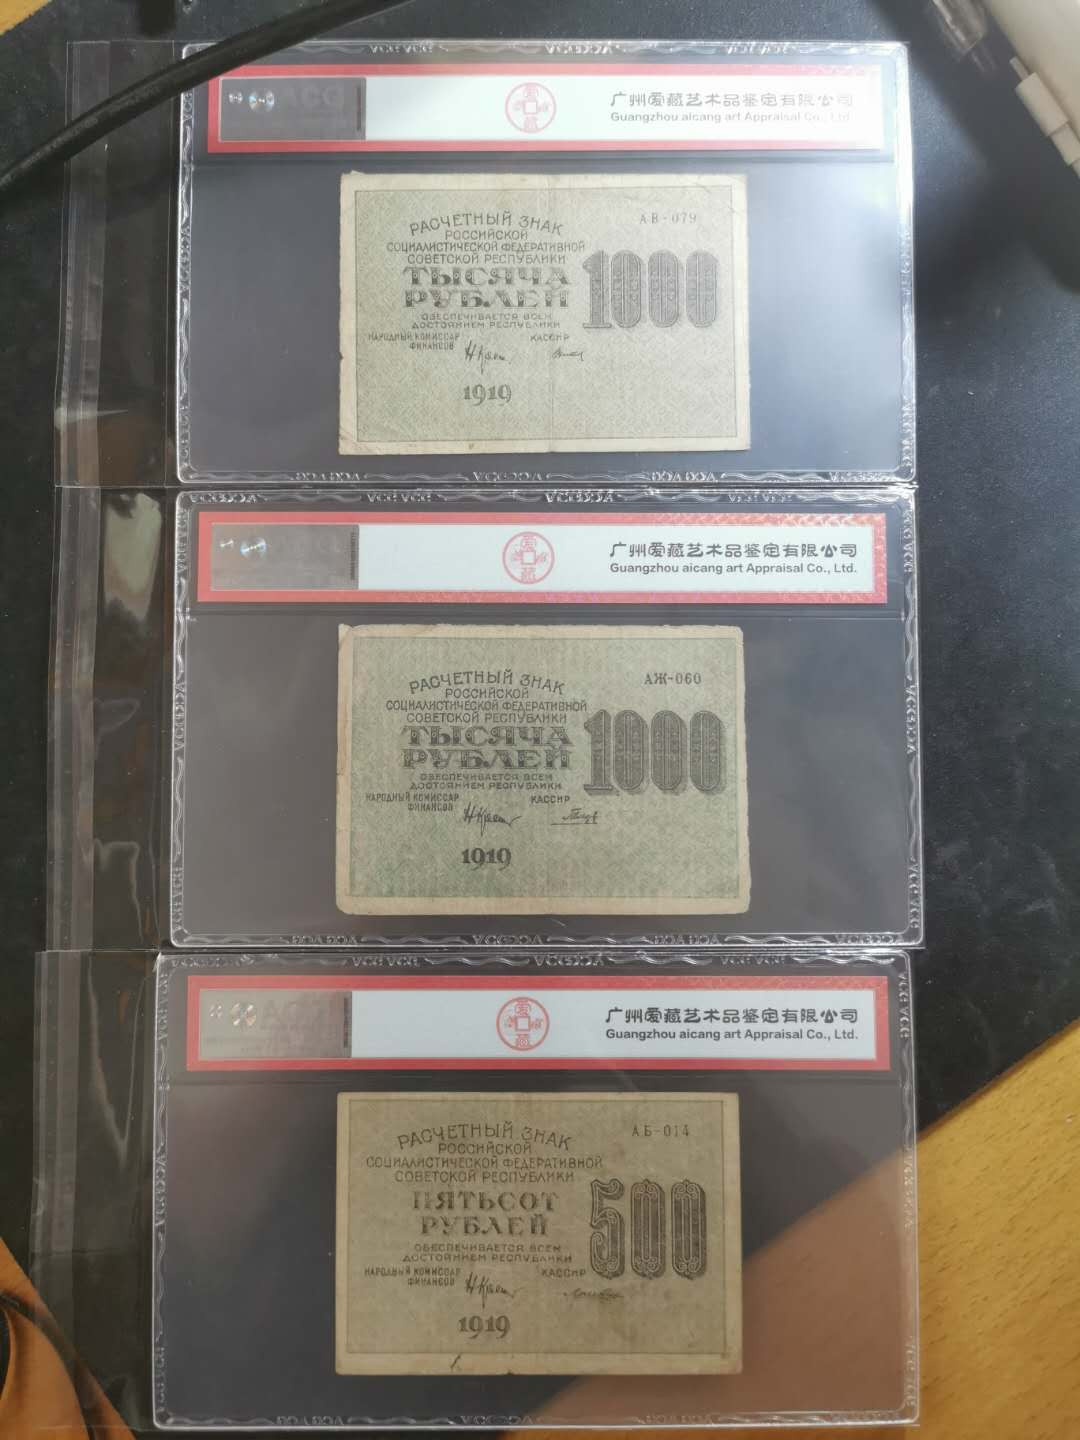 ACG
广州爱藏艺术品鉴定有限公司
Guangzhou aicang art Appraisal Co., Ltd.
РАСЧЕТНЫЙ ЗНАК
РОССИЙСКОЙ
СОЦИАЛИСТИЧЕСКОЙ ФЕДЕРАТИВНОЙ
СОВЕТСКОЙ РЕСПУБЛИКИ
ТЫСЯЧА
РУБЛЕЙ
ОБЕСПЕЧИВАЕТСЯ ВСЕМ
ДОСТОЯНИЕМ РЕСПУБЛИКИ
НАРОДНЫЙ КОМИССАР
ФИНАНСОВ
КАССИР
1919
АВ-079
1000
广州爱藏艺术品鉴定有限公司
Guangzhou aicang art Appraisal Co., Ltd.
РАСЧЕТНЫЙ ЗНАК
РОССИЙСКОЙ
СОЦИАЛИСТИЧЕСКОЙ ФЕДЕРАТИВНОЙ
СОВЕТСКОЙ РЕСПУБЛИКИ
ТЫСЯЧА
РУБЛЕЙ
ОБЕСПЕЧИВАЕТСЯ ВСЕМ
ДОСТОЯНИЕМ РЕСПУБЛИКИ
НАРОДНЫЙ КОМИССАР
ФИНАНСОВ
КАССИР
1919
АЖ-060
1000
广州爱藏艺术品鉴定有限公司
Guangzhou aicang art Appraisal Co., Ltd.
РАСЧЕТНЫЙ ЗНАК
РОССИЙСКОЙ
СОЦИАЛИСТИЧЕСКОЙ ФЕДЕРАТИВНОЙ
СОВЕТСКОЙ РЕСПУБЛИКИ
ПЯТЬСОТ
РУБЛЕЙ
ОБЕСПЕЧИВАЕТСЯ ВСЕМ
ДОСТОЯНИЕМ РЕСПУБЛИКИ
НАРОДНЫЙ КОМИССАР
ФИНАНСОВ
КАССИР
1919
АБ-014
500